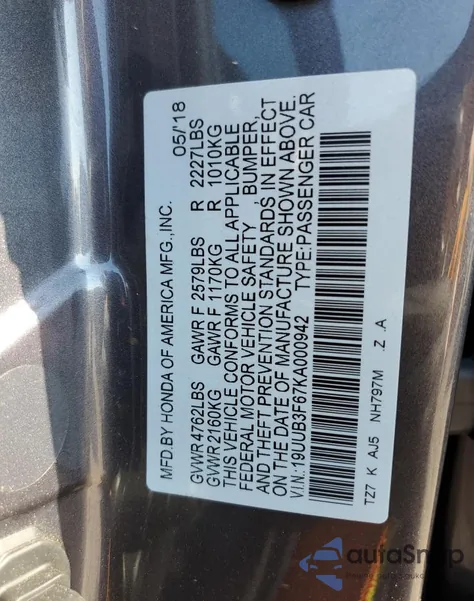 MFD.BY HONDA OF AMERICA MFG.,INC. 05/'18
GVWR 4762LBS GAWR F 2579LBS R 2227LBS
GVWR 2160KG GAWR F 1170KG R 1010KG
THIS VEHICLE CONFORMS TO ALL APPLICABLE
FEDERAL MOTOR VEHICLE SAFETY , BUMPER,
AND THEFT PREVENTION STANDARDS IN EFFECT
ON THE DATE OF MANUFACTURE SHOWN ABOVE.
V.I.N.:19UUB3F67KA000942 TYPE:PASSENGER CAR
TZ7 K AJ5 NH797M .Z .A
autoSnap